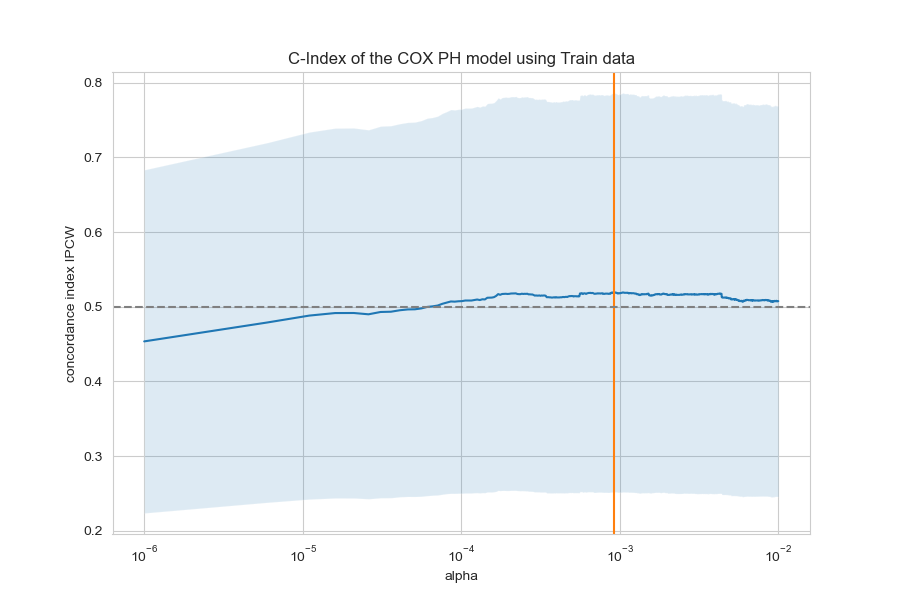 C-Index of the COX PH model using Train data
concordance index IPCW
0.8
0.7
0.6
0.5
0.4
0.3
0.2
10⁻⁶ 10⁻⁵ 10⁻⁴ 10⁻³ 10⁻²
alpha